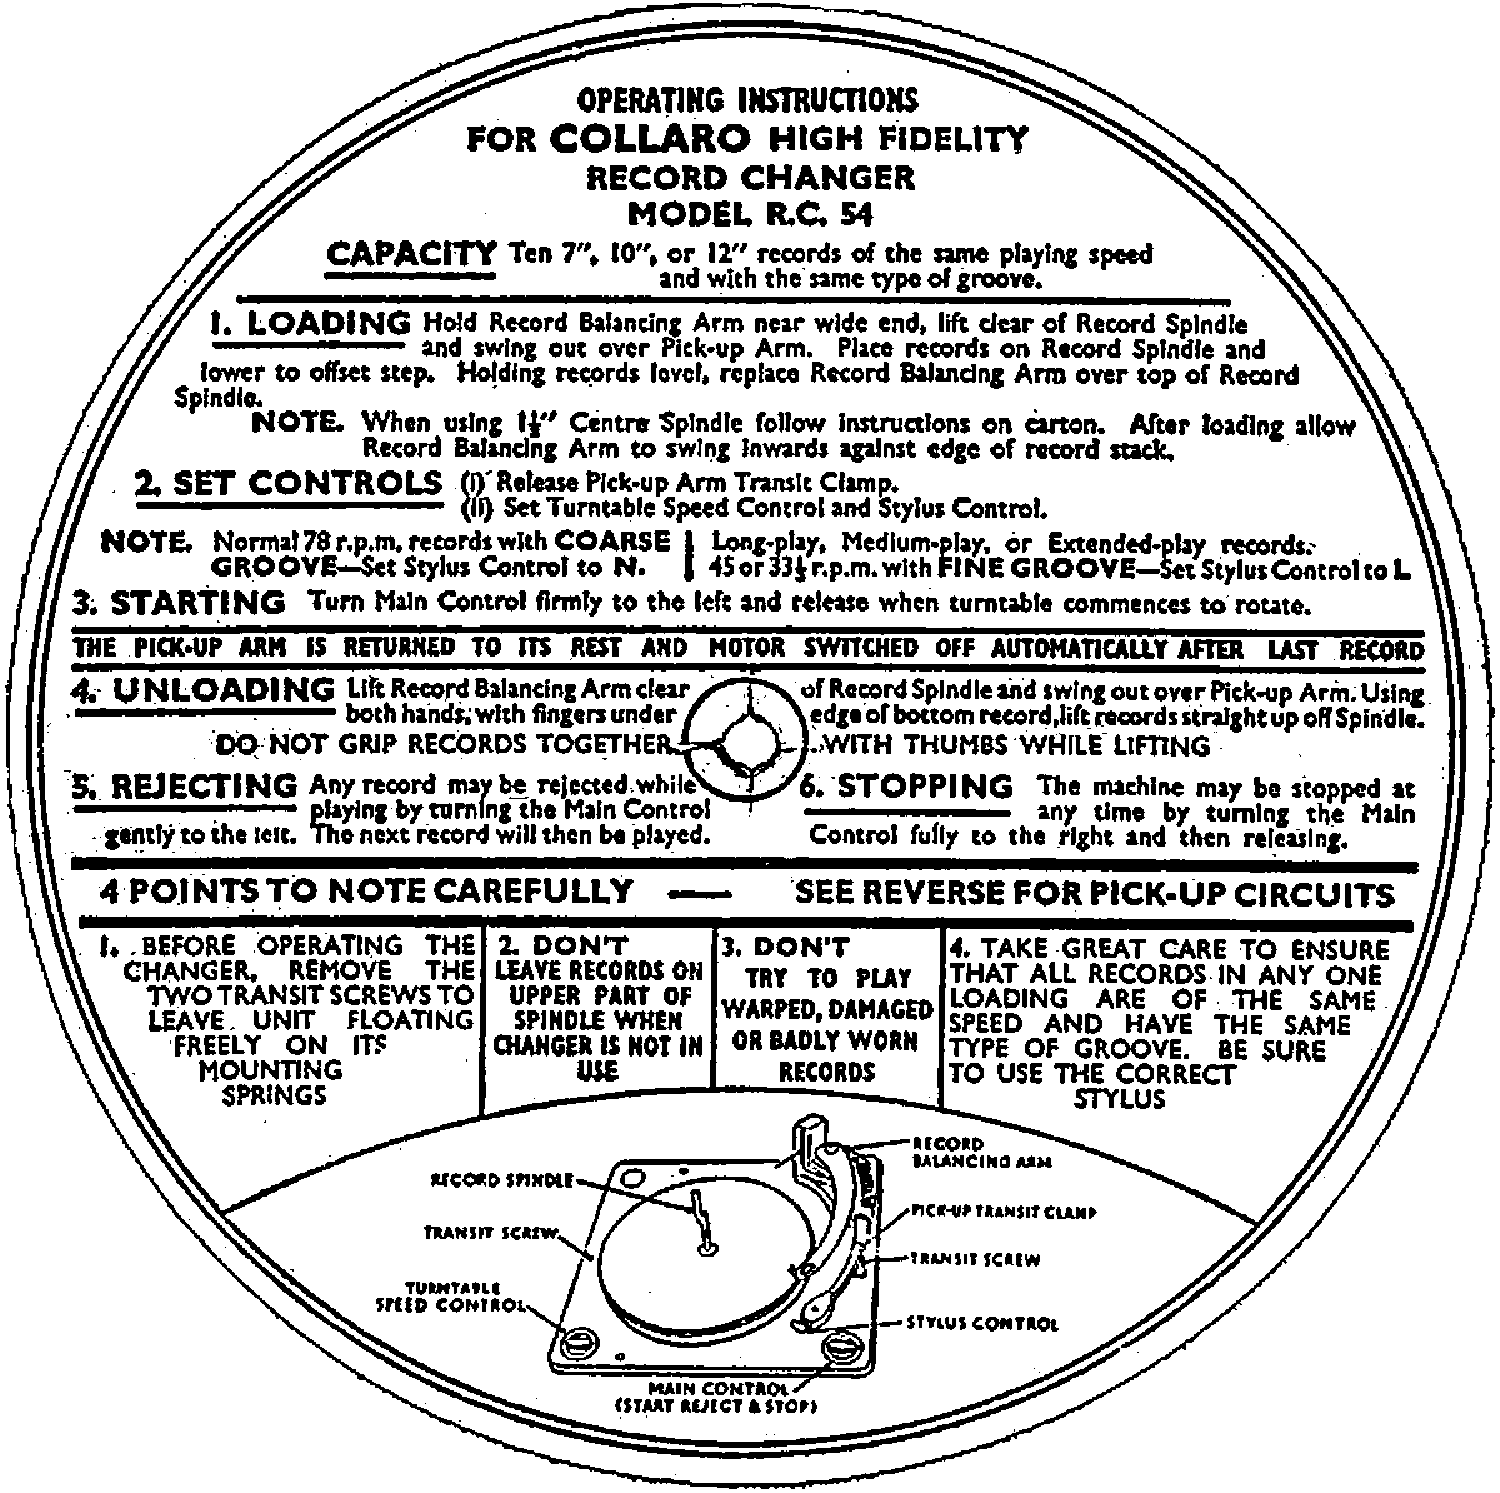 OPERATING INSTRUCTIONS
FOR COLLARO HIGH FIDELITY
RECORD CHANGER
MODEL R.C. 54
CAPACITY Ten 7", 10", or 12" records of the same playing speed
and with the same type of groove.
1. LOADING Hold Record Balancing Arm near wide end, lift clear of Record Spindle
and swing out over Pick-up Arm. Place records on Record Spindle and
lower to offset step. Holding records level, replace Record Balancing Arm over top of Record
Spindle.
NOTE. When using 1½" Centre Spindle follow instructions on carton. After loading allow
Record Balancing Arm to swing inwards against edge of record stack.
2. SET CONTROLS (i) Release Pick-up Arm Transit Clamp.
(ii) Set Turntable Speed Control and Stylus Control.
NOTE. Normal 78 r.p.m. records with COARSE
GROOVE—Set Stylus Control to N.
Long-play, Medium-play, or Extended-play records.
45 or 33⅓ r.p.m. with FINE GROOVE—Set Stylus Control to L
3. STARTING Turn Main Control firmly to the left and release when turntable commences to rotate.
THE PICK-UP ARM IS RETURNED TO ITS REST AND MOTOR SWITCHED OFF AUTOMATICALLY AFTER LAST RECORD
4. UNLOADING Lift Record Balancing Arm clear of Record Spindle and swing out over Pick-up Arm. Using
both hands, with fingers under edge of bottom record, lift records straight up off Spindle.
DO NOT GRIP RECORDS TOGETHER WITH THUMBS WHILE LIFTING
5. REJECTING Any record may be rejected while
playing by turning the Main Control
gently to the left. The next record will then be played.
6. STOPPING The machine may be stopped at
any time by turning the Main
Control fully to the right and then releasing.
4 POINTS TO NOTE CAREFULLY — SEE REVERSE FOR PICK-UP CIRCUITS
1. BEFORE OPERATING THE
CHANGER, REMOVE THE
TWO TRANSIT SCREWS TO
LEAVE UNIT FLOATING
FREELY ON ITS
MOUNTING
SPRINGS
2. DON'T
LEAVE RECORDS ON
UPPER PART OF
SPINDLE WHEN
CHANGER IS NOT IN
USE
3. DON'T
TRY TO PLAY
WARPED, DAMAGED
OR BADLY WORN
RECORDS
4. TAKE GREAT CARE TO ENSURE
THAT ALL RECORDS IN ANY ONE
LOADING ARE OF THE SAME
SPEED AND HAVE THE SAME
TYPE OF GROOVE. BE SURE
TO USE THE CORRECT
STYLUS
RECORD SPINDLE
TRANSIT SCREW
TURNTABLE
SPEED CONTROL
RECORD
BALANCING ARM
PICK-UP TRANSIT CLAMP
TRANSIT SCREW
STYLUS CONTROL
MAIN CONTROL
(START REJECT & STOP)